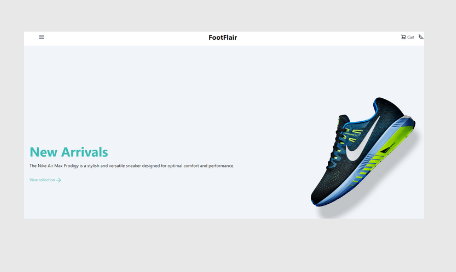 FootFlair
Cart
New Arrivals
The Nike Air Max Prodigy is a stylish and versatile sneaker designed for optimal comfort and performance.
View collection